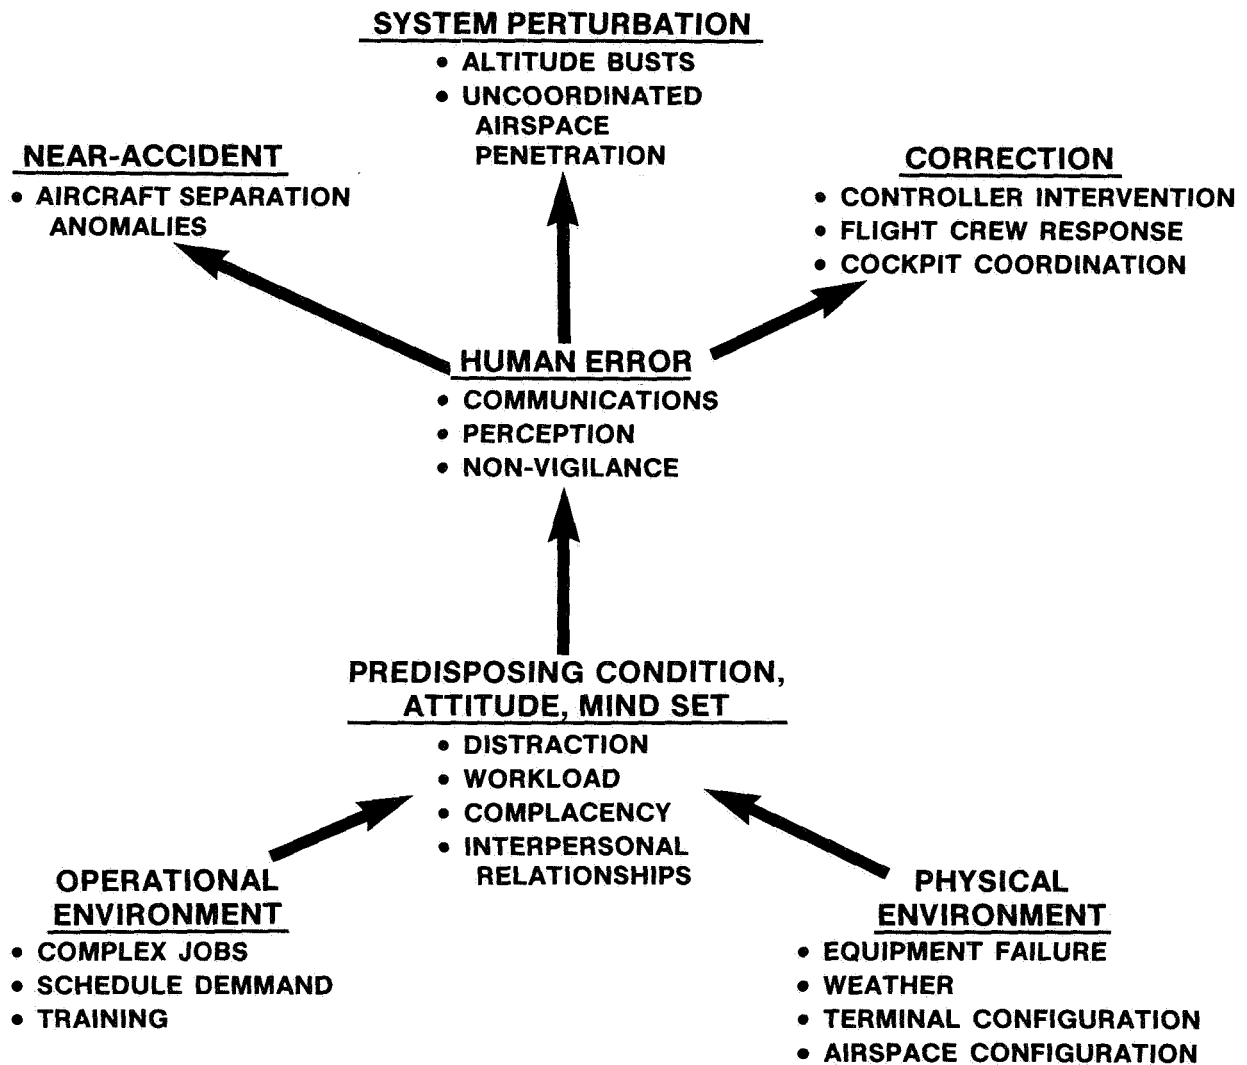 SYSTEM PERTURBATION
• ALTITUDE BUSTS
• UNCOORDINATED
AIRSPACE
PENETRATION
NEAR-ACCIDENT
• AIRCRAFT SEPARATION
ANOMALIES
CORRECTION
• CONTROLLER INTERVENTION
• FLIGHT CREW RESPONSE
• COCKPIT COORDINATION
HUMAN ERROR
• COMMUNICATIONS
• PERCEPTION
• NON-VIGILANCE
PREDISPOSING CONDITION,
ATTITUDE, MIND SET
• DISTRACTION
• WORKLOAD
• COMPLACENCY
• INTERPERSONAL
RELATIONSHIPS
OPERATIONAL
ENVIRONMENT
• COMPLEX JOBS
• SCHEDULE DEMMAND
• TRAINING
PHYSICAL
ENVIRONMENT
• EQUIPMENT FAILURE
• WEATHER
• TERMINAL CONFIGURATION
• AIRSPACE CONFIGURATION